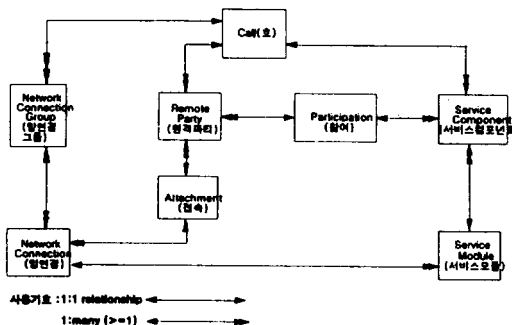 Call(호)
Network
Connection
Group
(망연결
그룹)
Remote
Party
(원격파티)
Participation
(참여)
Service
Component
(서비스컴포넌트)
Attachment
(접속)
Network
Connection
(망연결)
Service
Module
(서비스모듈)
사용기호 :1:1 relationship
1:many (>=1)